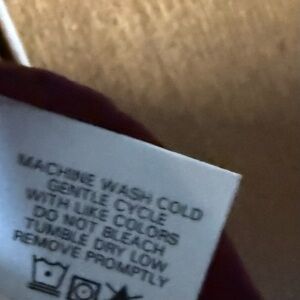 MACHINE WASH COLD
GENTLE CYCLE
WITH LIKE COLORS
DO NOT BLEACH
TUMBLE DRY LOW
REMOVE PROMPTLY